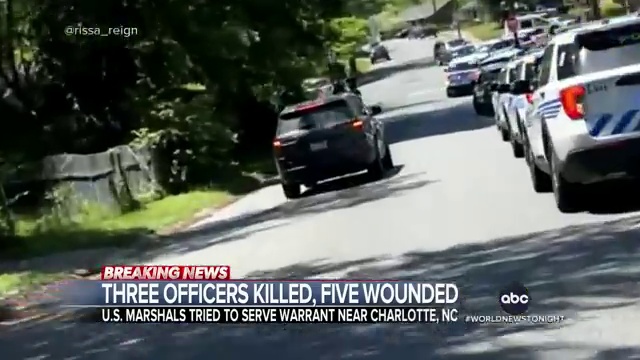 @rissa_reign
BREAKING NEWS
THREE OFFICERS KILLED, FIVE WOUNDED
abc
U.S. MARSHALS TRIED TO SERVE WARRANT NEAR CHARLOTTE, NC
#WORLDNEWSTONIGHT